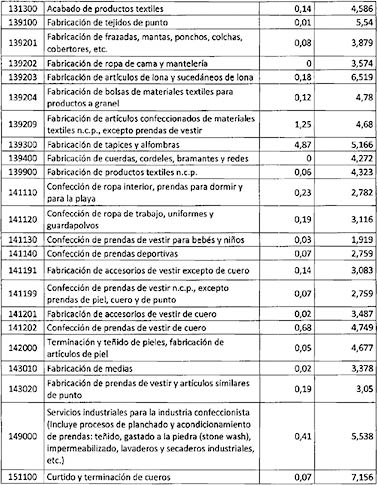 131300 Acabado de productos textiles 0,14 4,586
139100 Fabricación de tejidos de punto 0,01 5,54
139201 Fabricación de frazadas, mantas, ponchos, colchas,
cobertores, etc. 0,08 3,879
139202 Fabricación de ropa de cama y mantelería 0 3,574
139203 Fabricación de artículos de lona y sucedáneos de lona 0,18 6,519
139204 Fabricación de bolsas de materiales textiles para
productos a granel 0,12 4,78
139209 Fabricación de artículos confeccionados de materiales
textiles n.c.p., excepto prendas de vestir 1,25 4,68
139300 Fabricación de tapices y alfombras 4,87 5,166
139400 Fabricación de cuerdas, cordeles, bramantes y redes 0 4,272
139900 Fabricación de productos textiles n.c.p. 0,06 4,323
141110 Confección de ropa interior, prendas para dormir y
para la playa 0,23 2,782
141120 Confección de ropa de trabajo, uniformes y
guardapolvos 0,19 3,116
141130 Confección de prendas de vestir para bebés y niños 0,03 1,919
141140 Confección de prendas deportivas 0,07 2,759
141191 Fabricación de accesorios de vestir excepto de cuero 0,14 3,083
141199 Confección de prendas de vestir n.c.p., excepto
prendas de piel, cuero y de punto 0,07 2,759
141201 Fabricación de accesorios de vestir de cuero 0,02 3,487
141202 Confección de prendas de vestir de cuero 0,68 4,749
142000 Terminación y teñido de pieles, fabricación de
artículos de piel 0,05 4,677
143010 Fabricación de medias 0,02 3,378
143020 Fabricación de prendas de vestir y artículos similares
de punto 0,19 3,05
149000 Servicios industriales para la industria confeccionista
(Incluye procesos de planchado y acondicionamiento
de prendas: teñido, gastado a la piedra (stone wash),
impermeabilizado, lavaderos y secaderos industriales,
etc.) 0,41 5,538
151100 Curtido y terminación de cueros 0,07 7,156